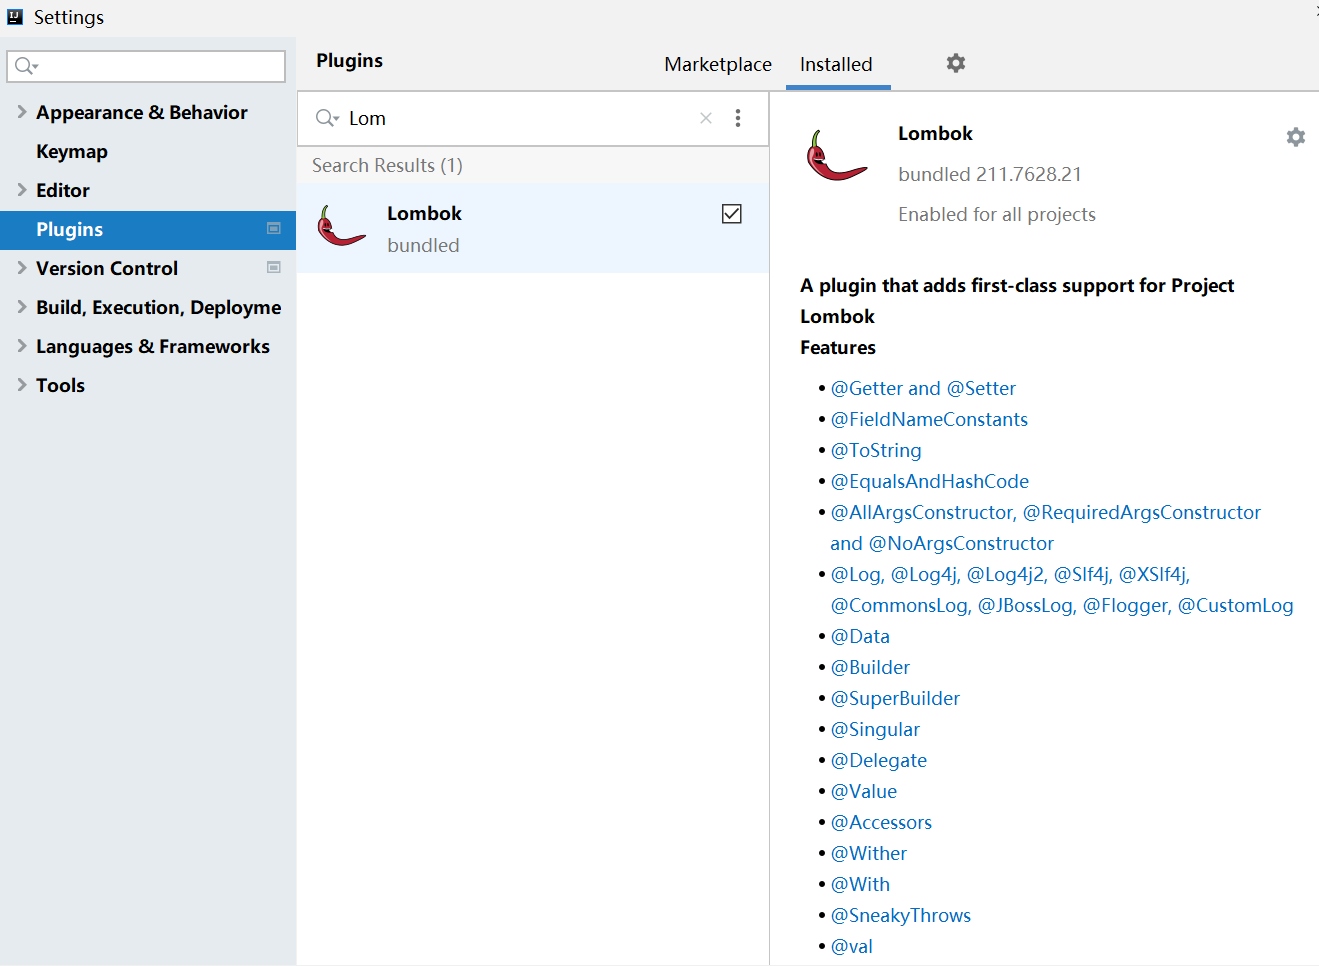 Settings
Appearance & Behavior
Keymap
Editor
Plugins
Version Control
Build, Execution, Deployme
Languages & Frameworks
Tools
Plugins
Marketplace
Installed
Lom
Search Results (1)
Lombok
bundled
Lombok
bundled 211.7628.21
Enabled for all projects
A plugin that adds first-class support for Project
Lombok
Features
• @Getter and @Setter
• @FieldNameConstants
• @ToString
• @EqualsAndHashCode
• @AllArgsConstructor, @RequiredArgsConstructor
and @NoArgsConstructor
• @Log, @Log4j, @Log4j2, @Slf4j, @XSlf4j,
@CommonsLog, @JBossLog, @Flogger, @CustomLog
• @Data
• @Builder
• @SuperBuilder
• @Singular
• @Delegate
• @Value
• @Accessors
• @Wither
• @With
• @SneakyThrows
• @val